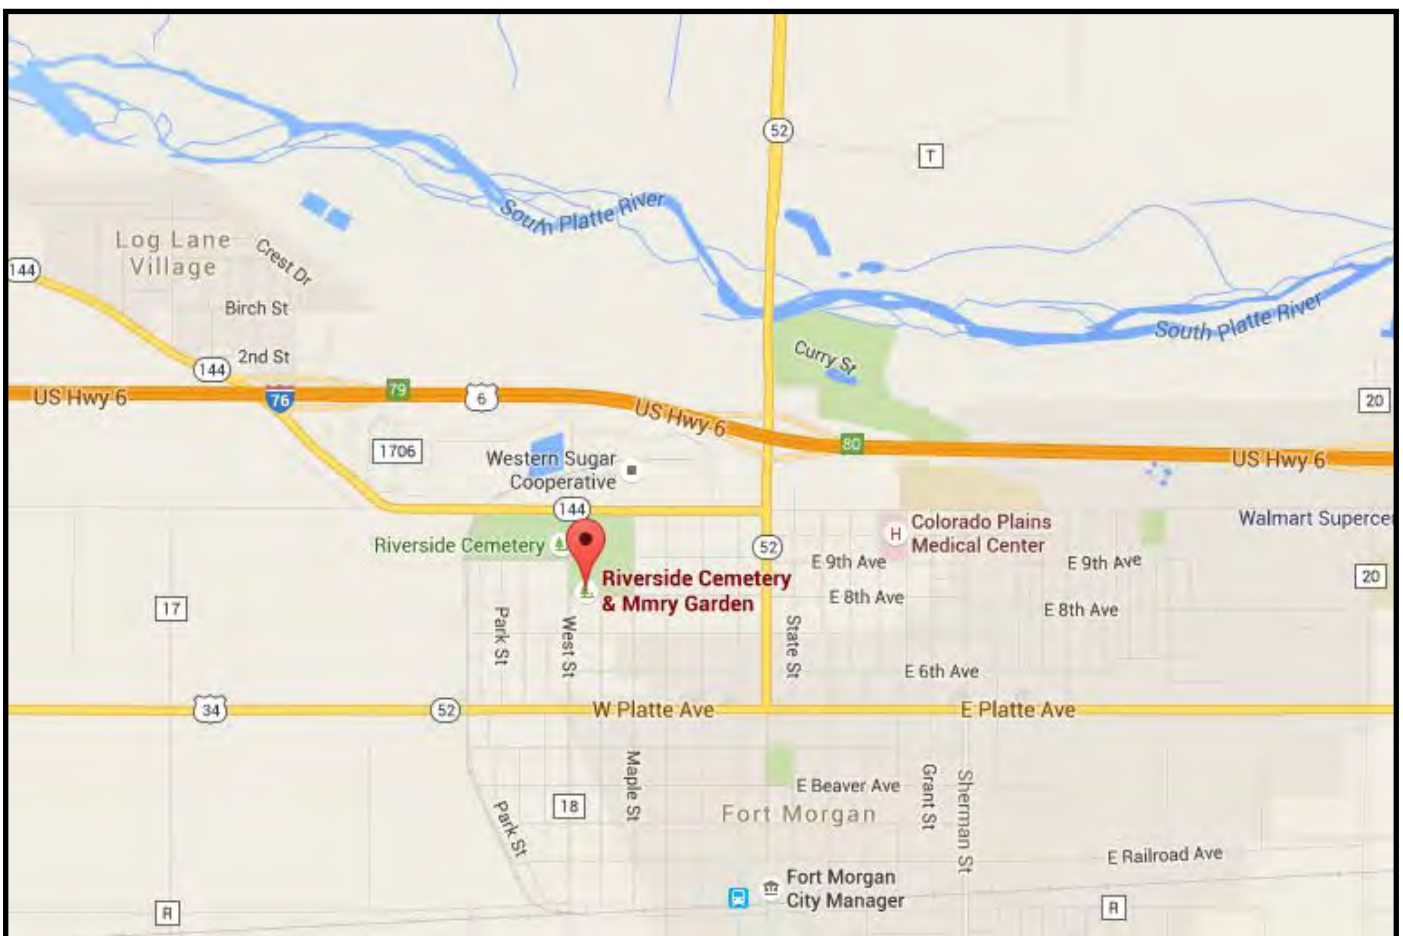 52
T
South Platte River
Log Lane
Village
Crest Dr
144
Birch St
South Platte River
2nd St
144
Curry St
US Hwy 6
76
79
6
US Hwy 6
20
80
1706
US Hwy 6
Western Sugar
Cooperative
144
Walmart Superce
Colorado Plains
Medical Center
H
Riverside Cemetery
52
E 9th Ave
E 9th Ave
Riverside Cemetery
& Mmry Garden
20
E 8th Ave
E 8th Ave
17
Park St
West St
State St
E 6th Ave
34
52
W Platte Ave
E Platte Ave
Maple St
E Beaver Ave
Grant St
Sherman St
18
Fort Morgan
Park St
E Railroad Ave
Fort Morgan
City Manager
R
R